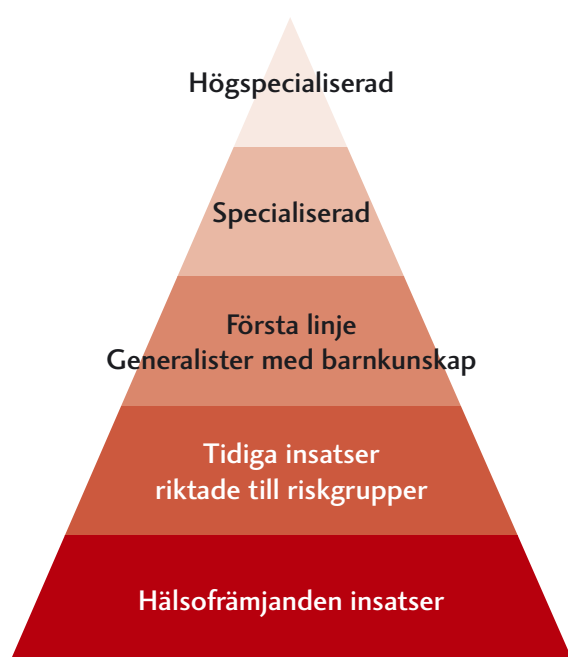 Högspecialiserad
Specialiserad
Första linje
Generalister med barnkunskap
Tidiga insatser
riktade till riskgrupper
Hälsofrämjanden insatser